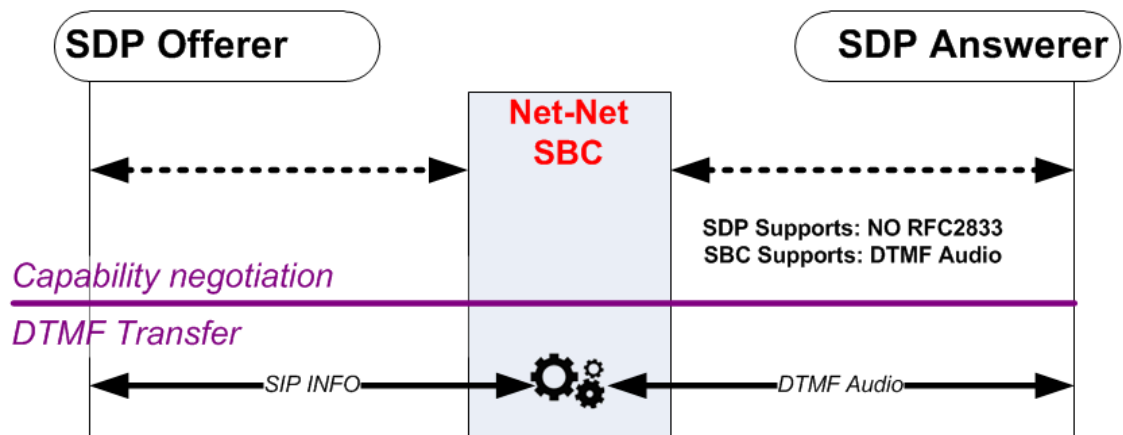 SDP Offerer
SDP Answerer
Net-Net
SBC
SDP Supports: NO RFC2833
SBC Supports: DTMF Audio
Capability negotiation
DTMF Transfer
SIP INFO
DTMF Audio